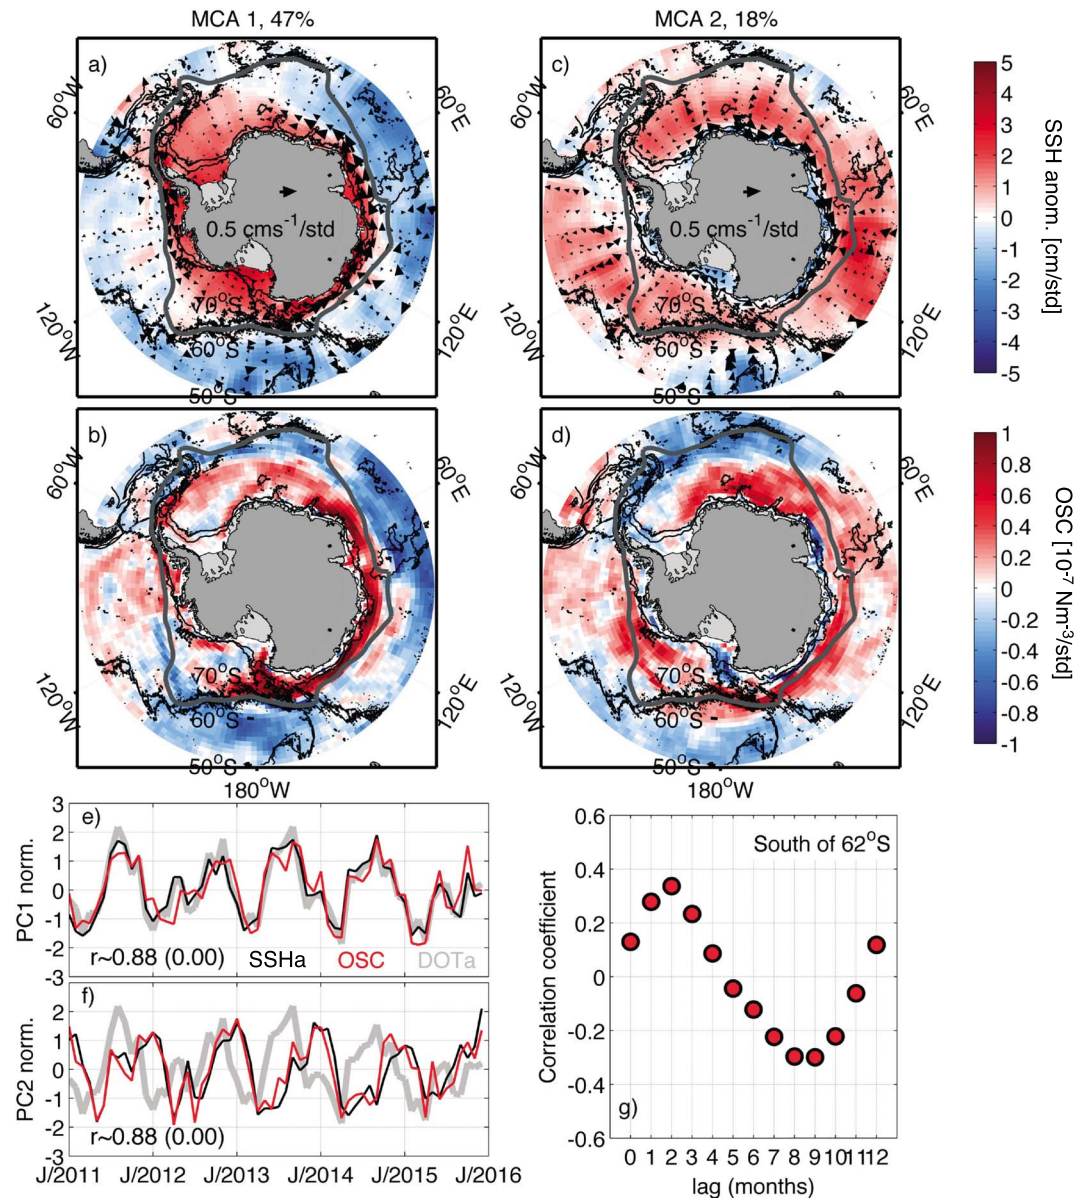 MCA 1, 47%
MCA 2, 18%
a)
60°W
60°E
0.5 cms⁻¹/std
70°S
60°S
120°W
120°E
50°S
c)
60°W
60°E
0.5 cms⁻¹/std
70°S
60°S
120°W
120°E
50°S
5
4
3
2
1
0
-1
-2
-3
-4
-5
SSH anom. [cm/std]
b)
60°W
60°E
70°S
60°S
120°W
120°E
50°S
180°W
d)
60°W
60°E
70°S
60°S
120°W
120°E
50°S
180°W
1
0.8
0.6
0.4
0.2
0
-0.2
-0.4
-0.6
-0.8
-1
OSC [10⁻⁷ Nm⁻³/std]
e)
PC1 norm.
3
2
1
0
-1
-2
-3
r~0.88 (0.00) SSHa OSC DOTa
f)
PC2 norm.
2
1
0
-1
-2
-3
r~0.88 (0.00)
J/2011 J/2012 J/2013 J/2014 J/2015 J/2016
South of 62°S
Correlation coefficient
0.6
0.4
0.2
0
-0.2
-0.4
-0.6
g)
0 1 2 3 4 5 6 7 8 9 10 11 12
lag (months)